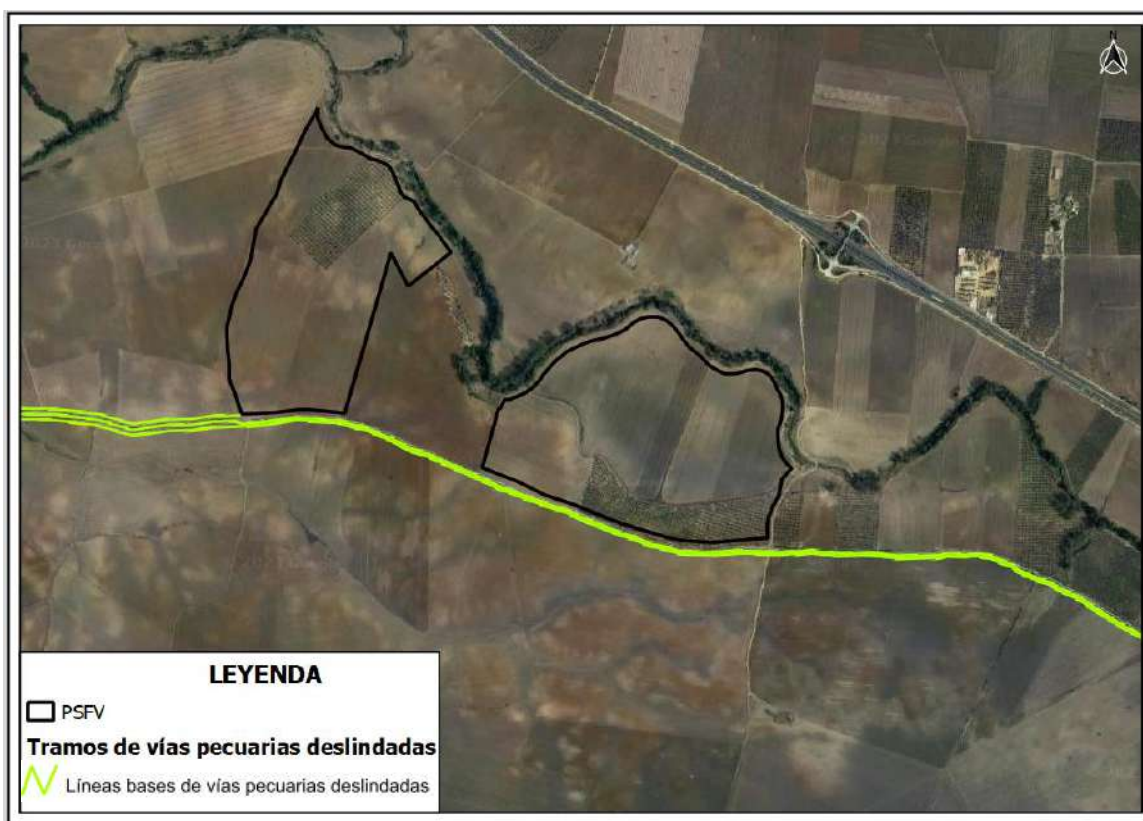 N
LEYENDA
PSFV
Tramos de vías pecuarias deslindadas
Líneas bases de vías pecuarias deslindadas